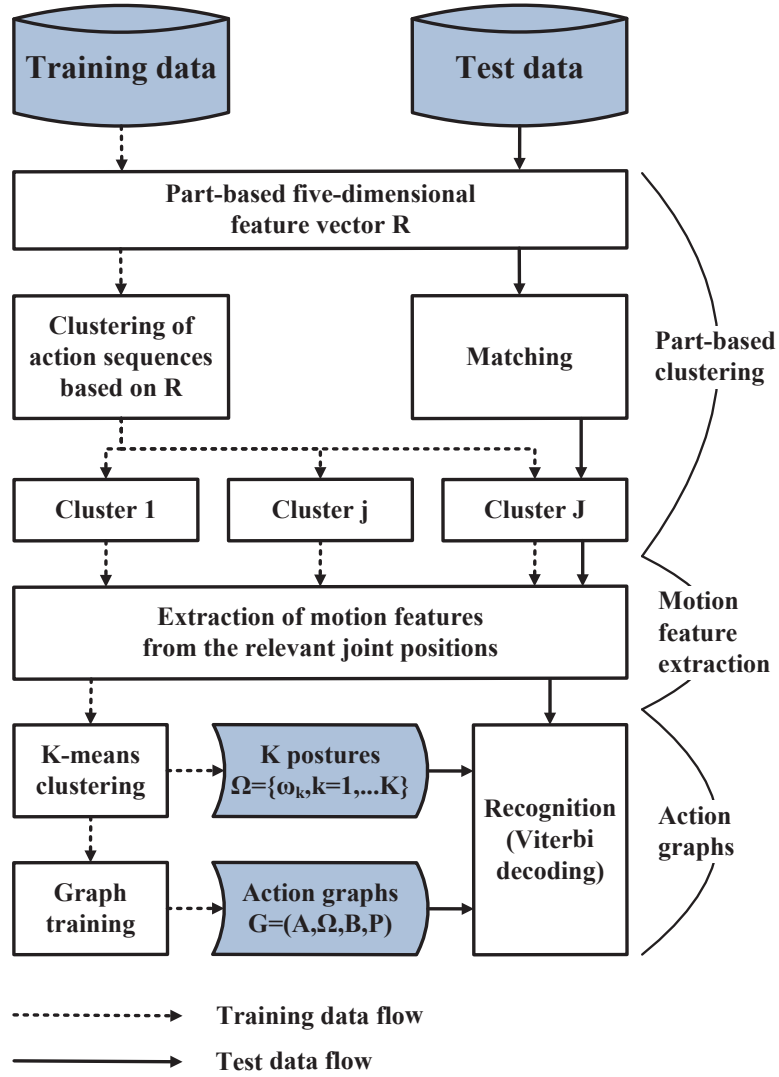 Training data
Test data
Part-based five-dimensional
feature vector R
Clustering of
action sequences
based on R
Matching
Part-based
clustering
Cluster 1
Cluster j
Cluster J
Extraction of motion features
from the relevant joint positions
Motion
feature
extraction
K-means
clustering
K postures
Ω={ωk,k=1,...K}
Recognition
(Viterbi
decoding)
Action
graphs
Graph
training
Action graphs
G=(A,Ω,B,P)
Training data flow
Test data flow